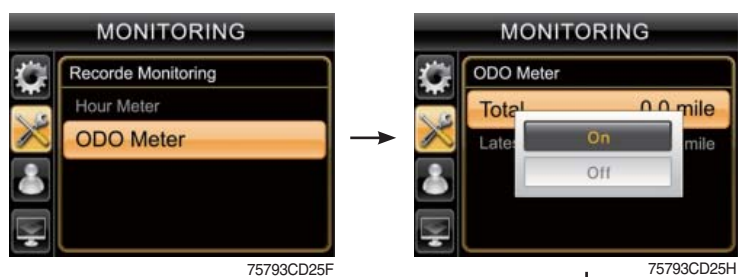 MONITORING
Recorde Monitoring
Hour Meter
ODO Meter
75793CD25F
MONITORING
ODO Meter
Total 0.0 mile
Late mile
On
Off
75793CD25H